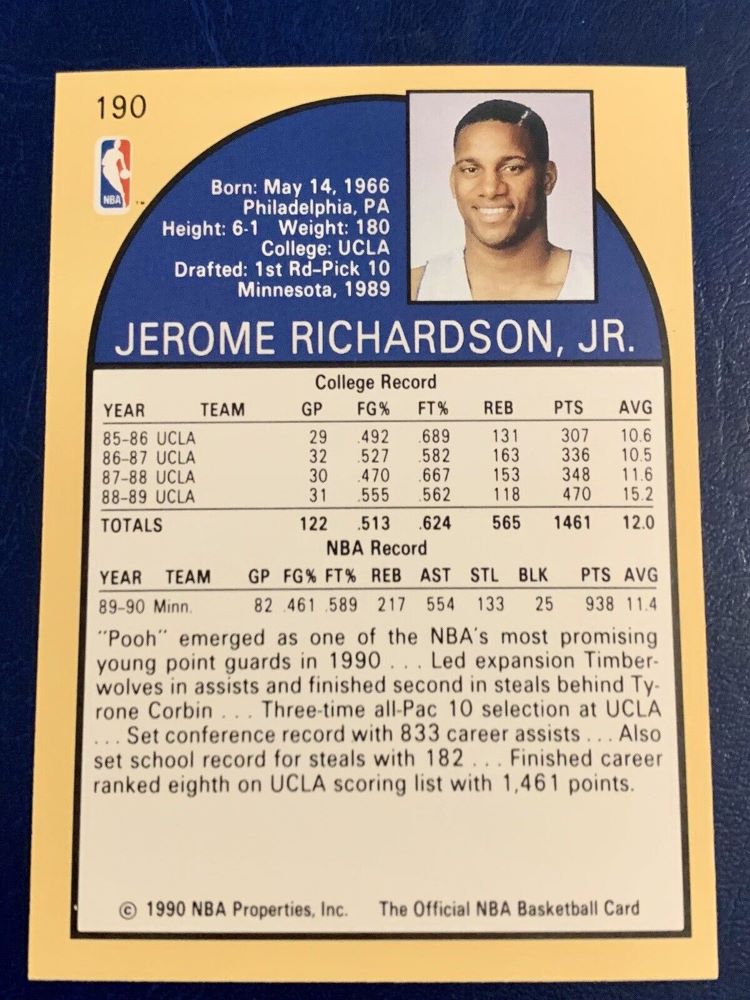 190
NBA
TM
Born: May 14, 1966
Philadelphia, PA
Height: 6-1 Weight: 180
College: UCLA
Drafted: 1st Rd-Pick 10
Minnesota, 1989
JEROME RICHARDSON, JR.
College Record
YEAR TEAM GP FG% FT% REB PTS AVG
85-86 UCLA 29 .492 .689 131 307 10.6
86-87 UCLA 32 .527 .582 163 336 10.5
87-88 UCLA 30 .470 .667 153 348 11.6
88-89 UCLA 31 .555 .562 118 470 15.2
TOTALS 122 .513 .624 565 1461 12.0
NBA Record
YEAR TEAM GP FG% FT% REB AST STL BLK PTS AVG
89-90 Minn. 82 .461 .589 217 554 133 25 938 11.4
"Pooh" emerged as one of the NBA's most promising
young point guards in 1990 . . . Led expansion Timber-
wolves in assists and finished second in steals behind Ty-
rone Corbin . . . Three-time all-Pac 10 selection at UCLA
. . . Set conference record with 833 career assists . . . Also
set school record for steals with 182 . . . Finished career
ranked eighth on UCLA scoring list with 1,461 points.
© 1990 NBA Properties, Inc. The Official NBA Basketball Card